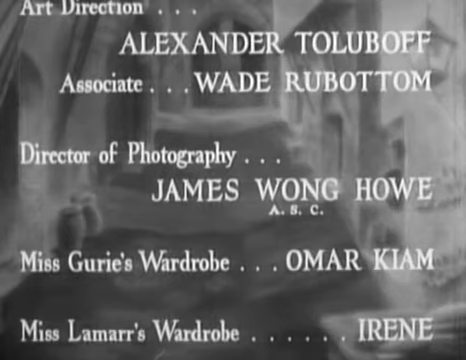 Art Direction . . .
ALEXANDER TOLUBOFF
Associate . . . WADE RUBOTTOM
Director of Photography . . .
JAMES WONG HOWE
A. S. C.
Miss Gurie's Wardrobe . . . OMAR KIAM
Miss Lamarr's Wardrobe . . . . . . IRENE